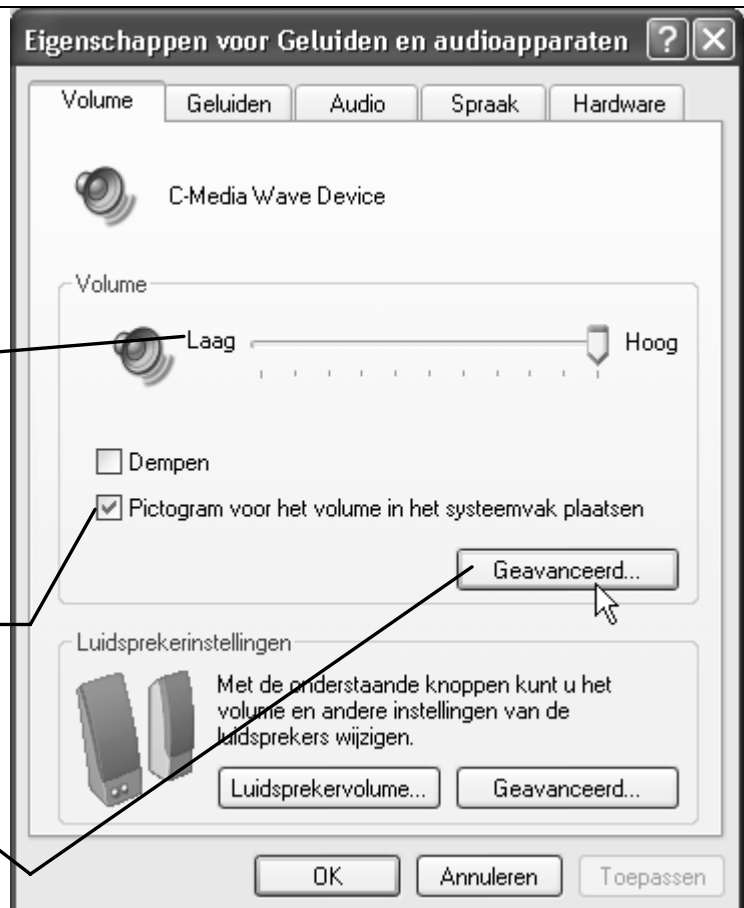 Eigenschappen voor Geluiden en audioapparaten
Volume Geluiden Audio Spraak Hardware
C-Media Wave Device
Volume
Laag Hoog
Dempen
Pictogram voor het volume in het systeemvak plaatsen
Geavanceerd...
Luidsprekerinstellingen
Met de onderstaande knoppen kunt u het
volume en andere instellingen van de
luidsprekers wijzigen.
Luidsprekervolume... Geavanceerd...
OK Annuleren Toepassen